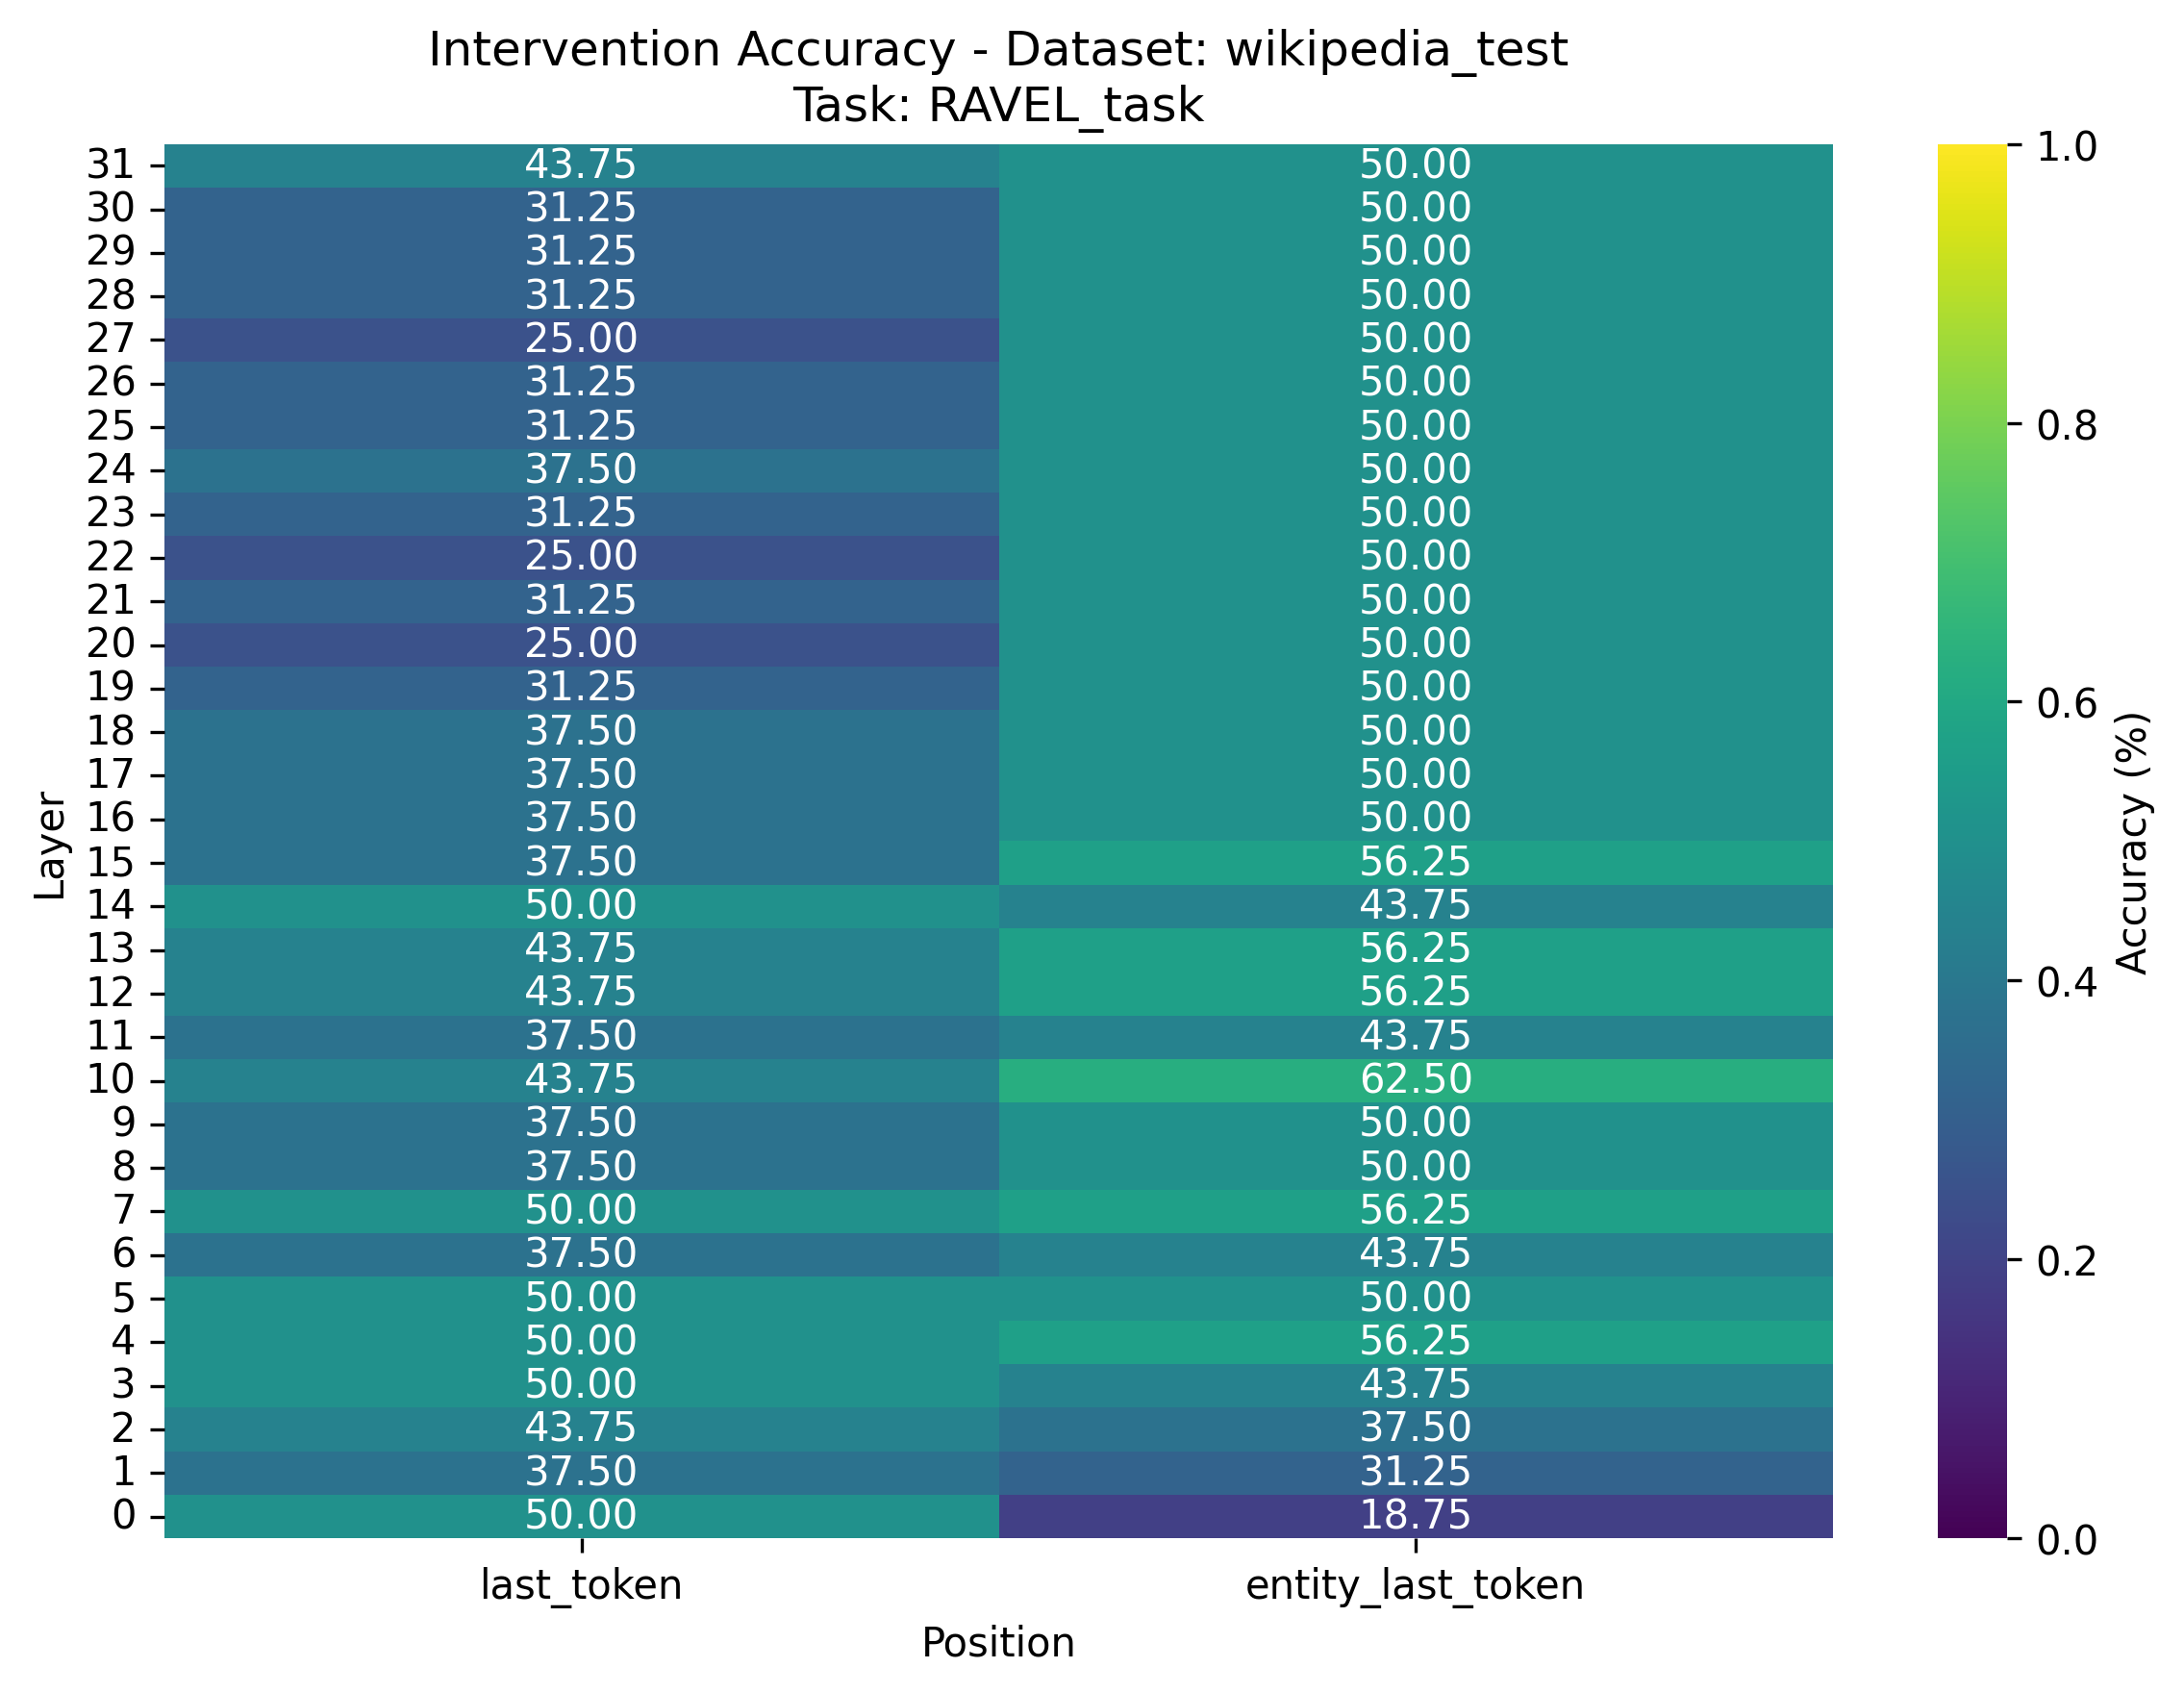 Intervention Accuracy - Dataset: wikipedia_test
Task: RAVEL_task
31 43.75 50.00
30 31.25 50.00
29 31.25 50.00
28 31.25 50.00
27 25.00 50.00
26 31.25 50.00
25 31.25 50.00
24 37.50 50.00
23 31.25 50.00
22 25.00 50.00
21 31.25 50.00
20 25.00 50.00
19 31.25 50.00
18 37.50 50.00
17 37.50 50.00
16 37.50 50.00
15 37.50 56.25
14 50.00 43.75
13 43.75 56.25
12 43.75 56.25
11 37.50 43.75
10 43.75 62.50
9 37.50 50.00
8 37.50 50.00
7 50.00 56.25
6 37.50 43.75
5 50.00 50.00
4 50.00 56.25
3 50.00 43.75
2 43.75 37.50
1 37.50 31.25
0 50.00 18.75
last_token entity_last_token
Position
Layer
1.0
0.8
0.6
0.4
0.2
0.0
Accuracy (%)